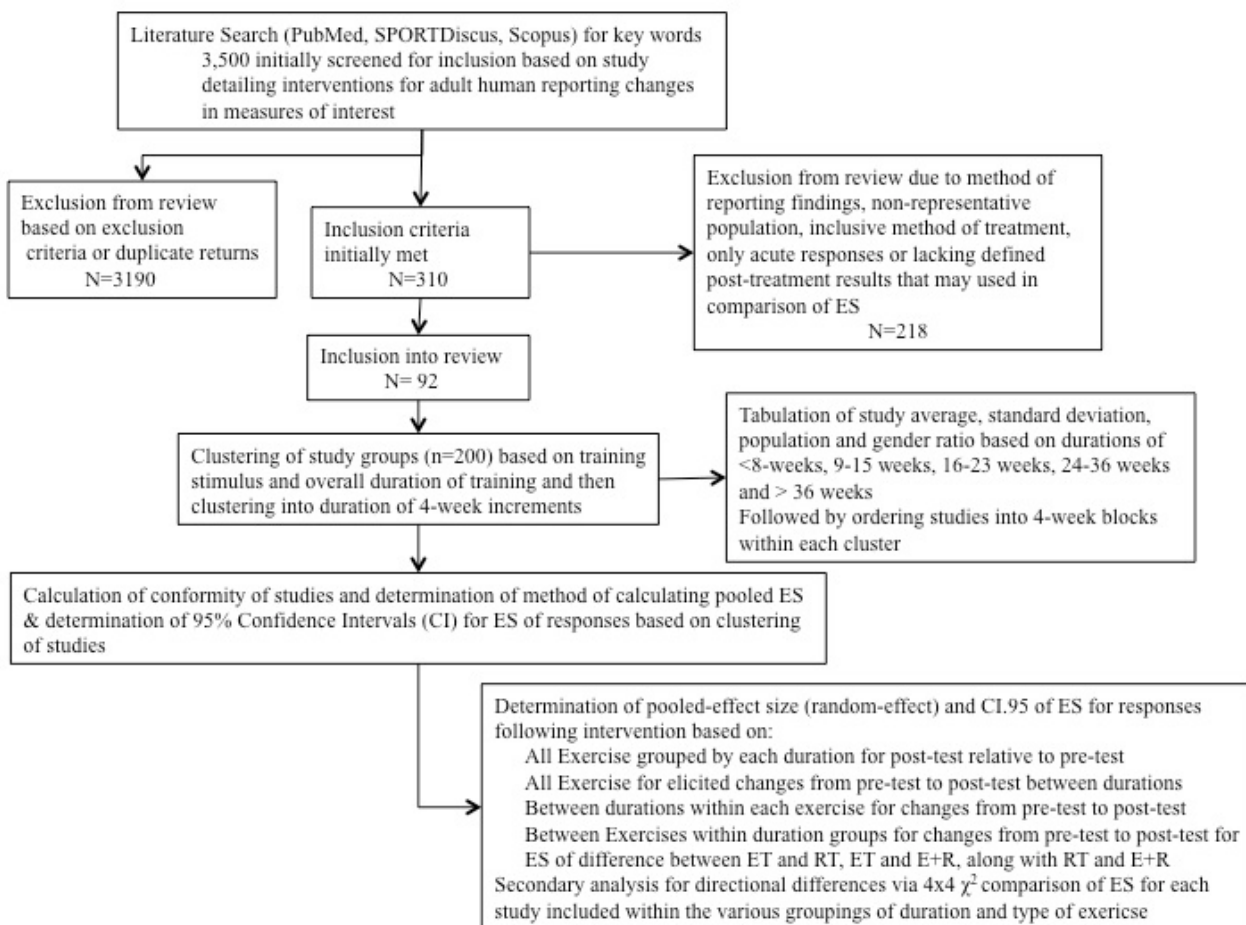 Literature Search (PubMed, SPORTDiscus, Scopus) for key words
3,500 initially screened for inclusion based on study
detailing interventions for adult human reporting changes
in measures of interest
Exclusion from review
based on exclusion
criteria or duplicate returns
N=3190
Inclusion criteria
initially met
N=310
Exclusion from review due to method of
reporting findings, non-representative
population, inclusive method of treatment,
only acute responses or lacking defined
post-treatment results that may used in
comparison of ES
N=218
Inclusion into review
N= 92
Clustering of study groups (n=200) based on training
stimulus and overall duration of training and then
clustering into duration of 4-week increments
Tabulation of study average, standard deviation,
population and gender ratio based on durations of
<8-weeks, 9-15 weeks, 16-23 weeks, 24-36 weeks
and > 36 weeks
Followed by ordering studies into 4-week blocks
within each cluster
Calculation of conformity of studies and determination of method of calculating pooled ES
& determination of 95% Confidence Intervals (CI) for ES of responses based on clustering
of studies
Determination of pooled-effect size (random-effect) and CI.95 of ES for responses
following intervention based on:
All Exercise grouped by each duration for post-test relative to pre-test
All Exercise for elicited changes from pre-test to post-test between durations
Between durations within each exercise for changes from pre-test to post-test
Between Exercises within duration groups for changes from pre-test to post-test for
ES of difference between ET and RT, ET and E+R, along with RT and E+R
Secondary analysis for directional differences via 4x4 χ² comparison of ES for each
study included within the various groupings of duration and type of exericse